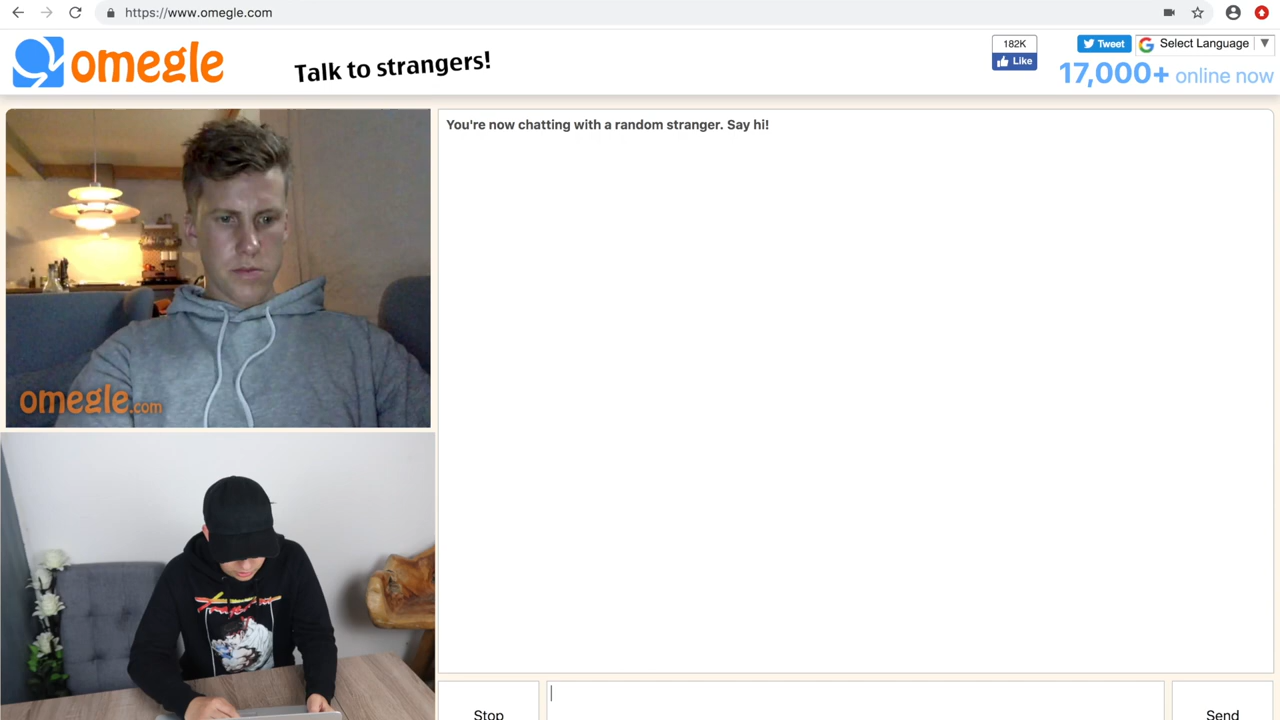 https://www.omegle.com
omegle
Talk to strangers!
182K
Like
Tweet
Select Language
17,000+ online now
You're now chatting with a random stranger. Say hi!
omegle.com
Stop
Send